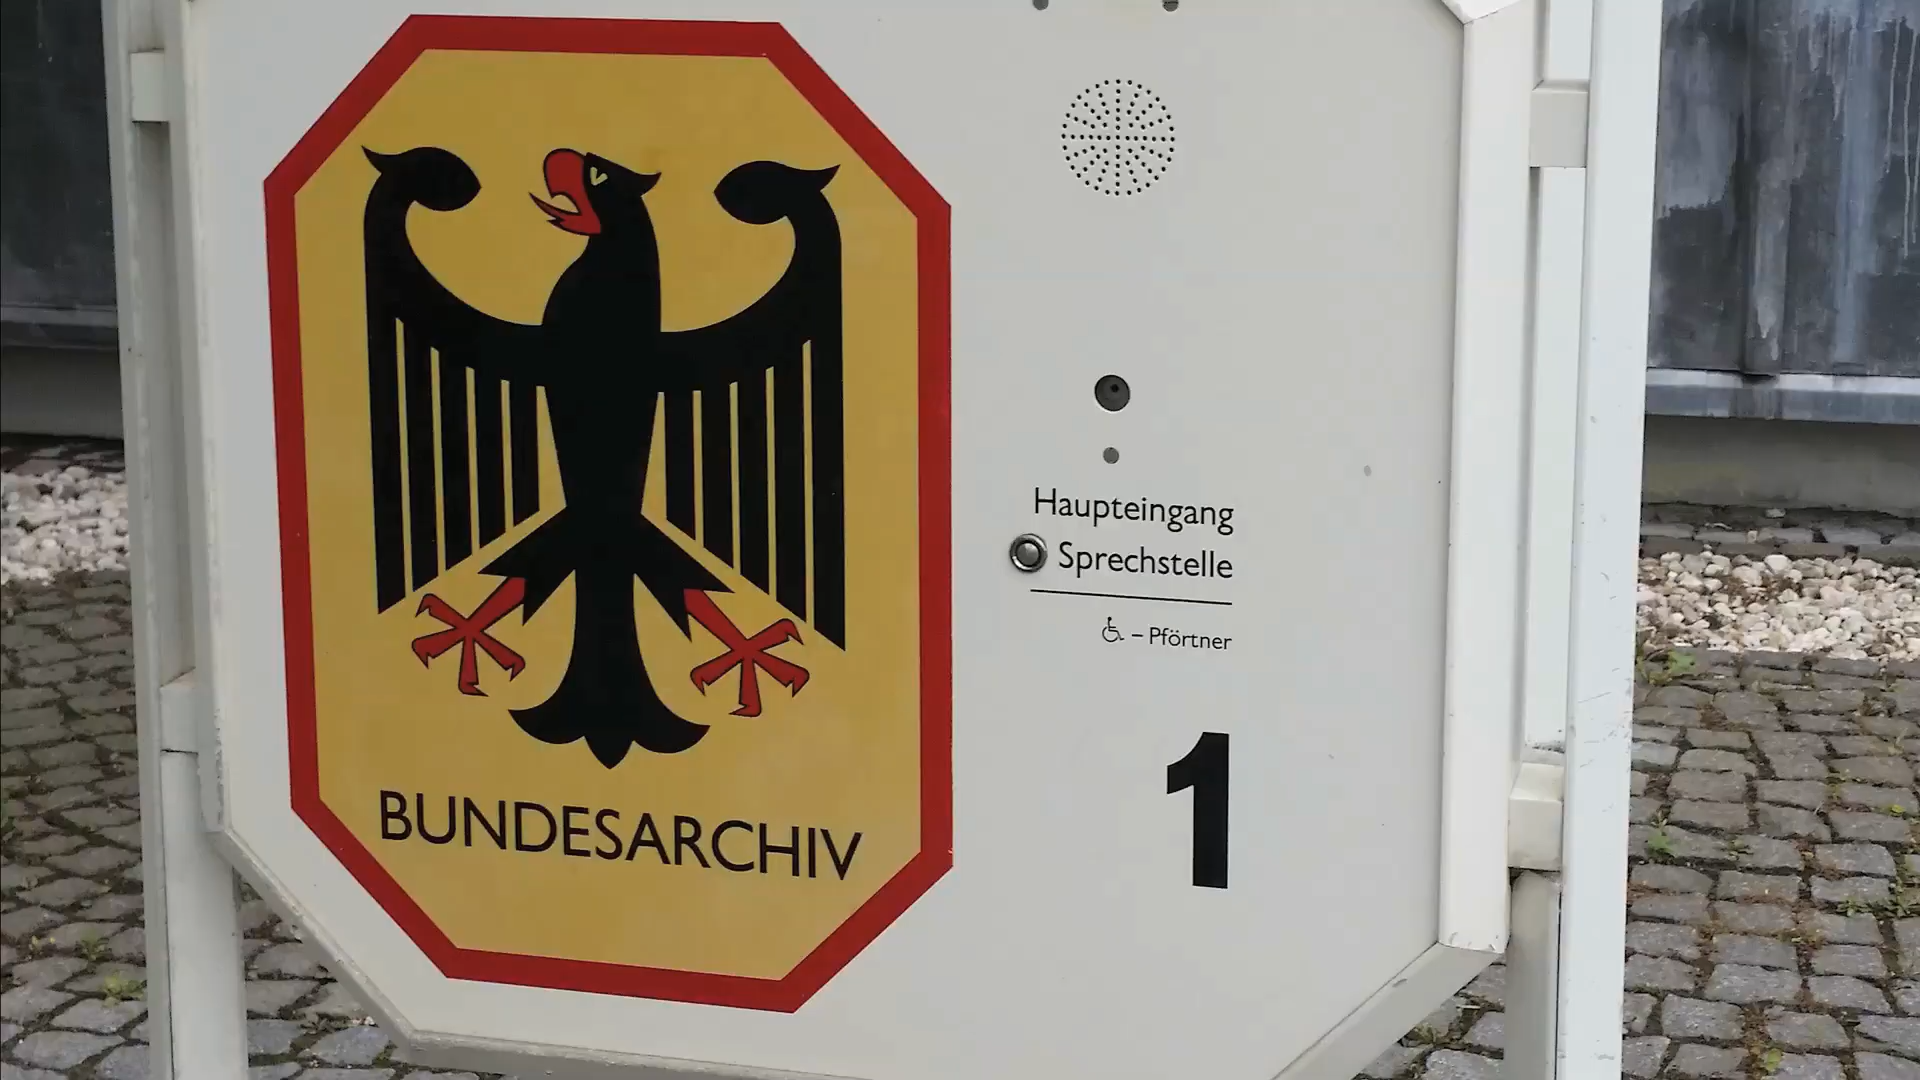 BUNDESARCHIV
Haupteingang
Sprechstelle
– Pförtner
1